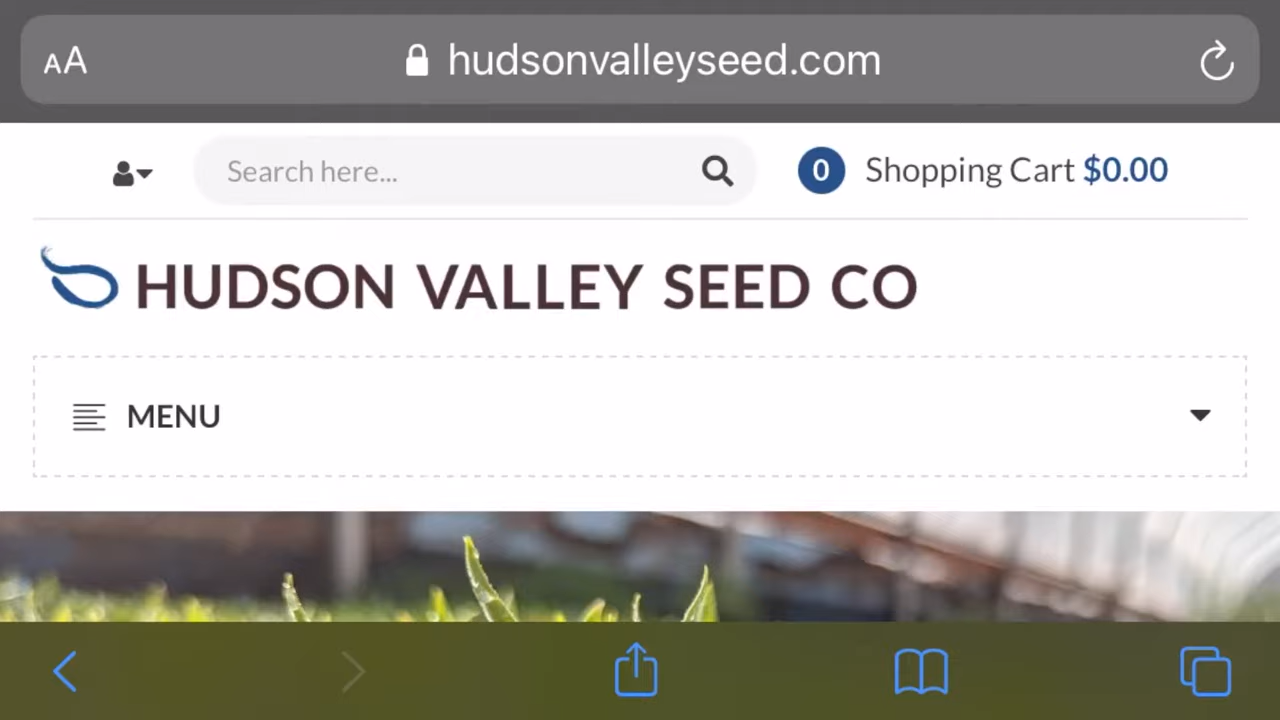 AA
hudsonvalleyseed.com
Search here...
0 Shopping Cart $0.00
HUDSON VALLEY SEED CO
MENU